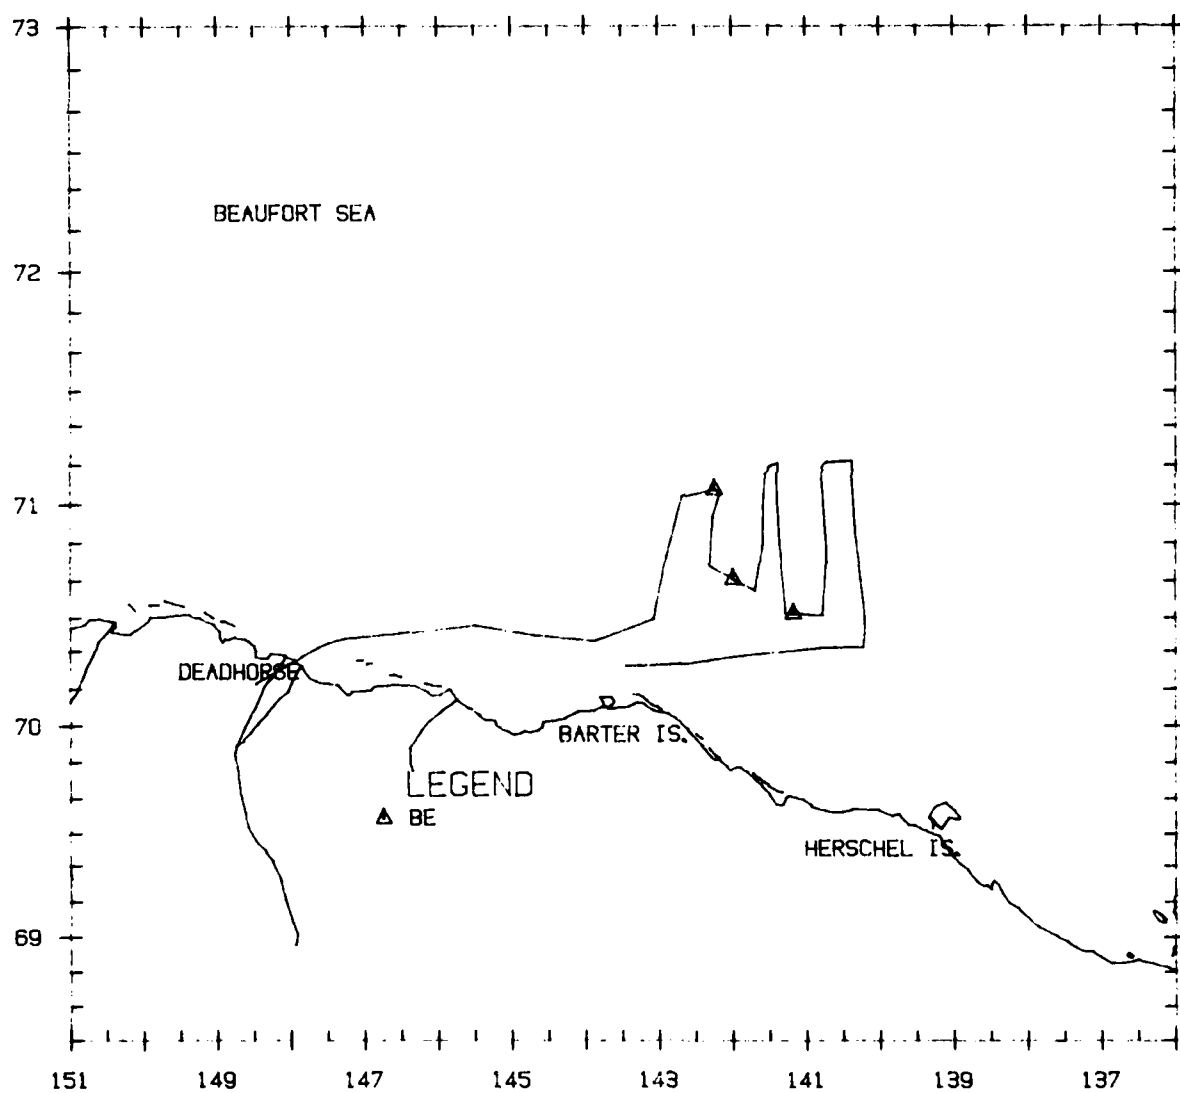 73
BEAUFORT SEA
72
71
DEADHORSE
70
BARTER IS.
LEGEND
BE
HERSCHEL IS.
69
151 149 147 145 143 141 139 137